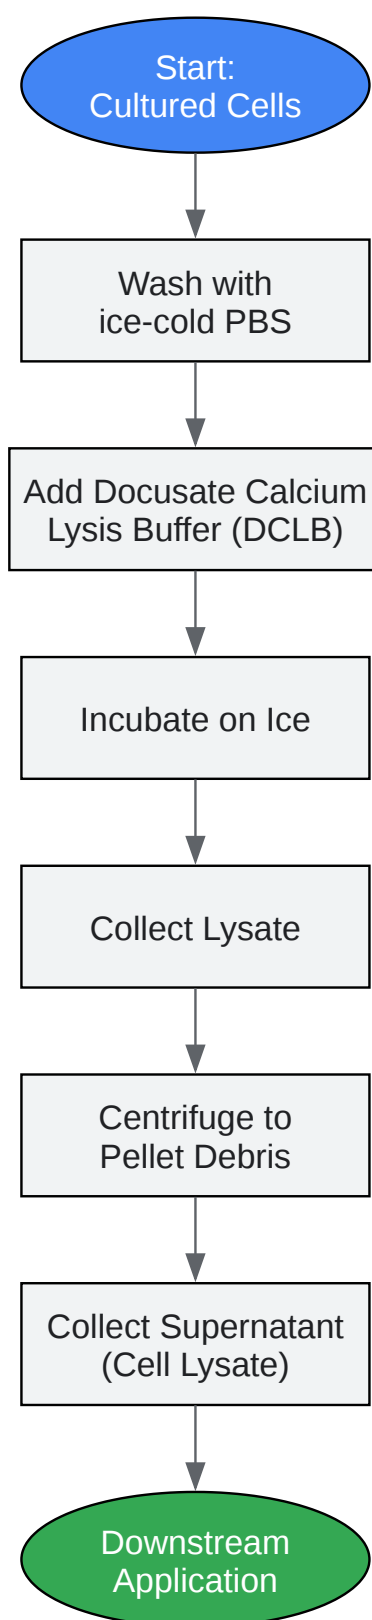 Start:
Cultured Cells
Wash with
ice-cold PBS
Add Docusate Calcium
Lysis Buffer (DCLB)
Incubate on Ice
Collect Lysate
Centrifuge to
Pellet Debris
Collect Supernatant
(Cell Lysate)
Downstream
Application